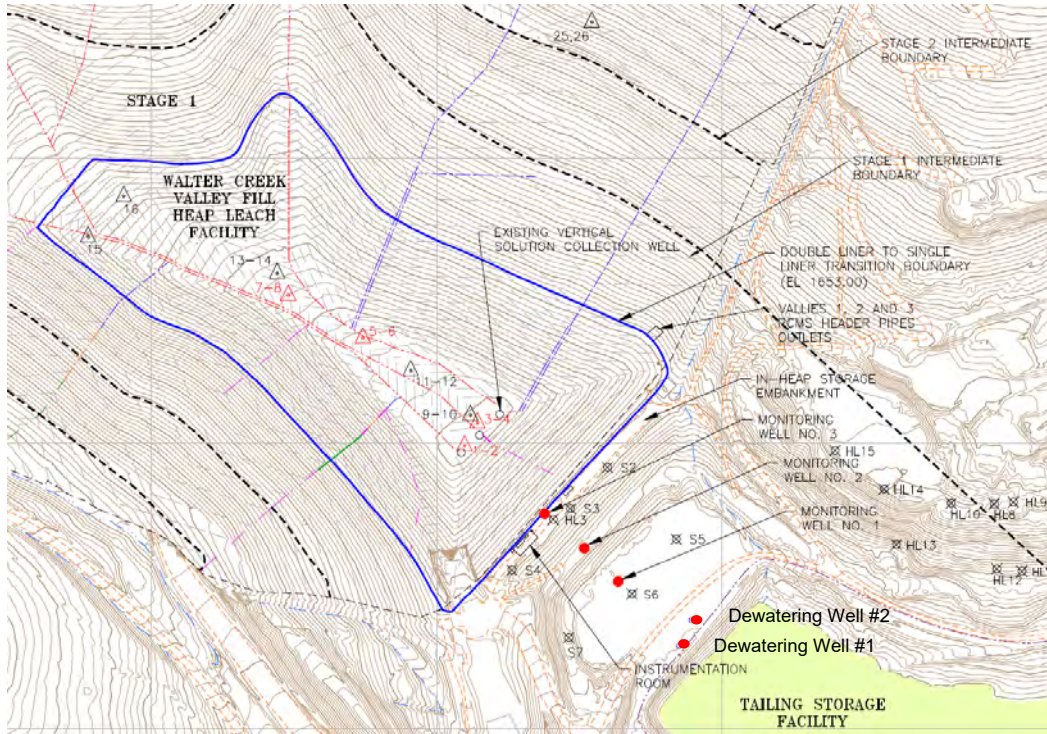 25,26
STAGE 2 INTERMEDIATE
BOUNDARY
STAGE 1
STAGE 1 INTERMEDIATE
BOUNDARY
WALTER CREEK
VALLEY FILL
HEAP LEACH
FACILITY
16
15
13-14
7-8
EXISTING VERTICAL
SOLUTION COLLECTION WELL
DOUBLE LINER TO SINGLE
LINER TRANSITION BOUNDARY
(EL 1653.00)
VALLIES 1, 2 AND 3
PCMS HEADER PIPES
OUTLETS
5-6
11-12
9-10
3-4
1-2
IN-HEAP STORAGE
EMBANKMENT
MONITORING
WELL NO. 3
MONITORING
WELL NO. 2
MONITORING
WELL NO. 1
S2
S3
HL3
S4
S5
S6
S7
HL15
HL14
HL10
HL8
HL9
HL13
HL12
Dewatering Well #2
Dewatering Well #1
INSTRUMENTATION
ROOM
TAILING STORAGE
FACILITY